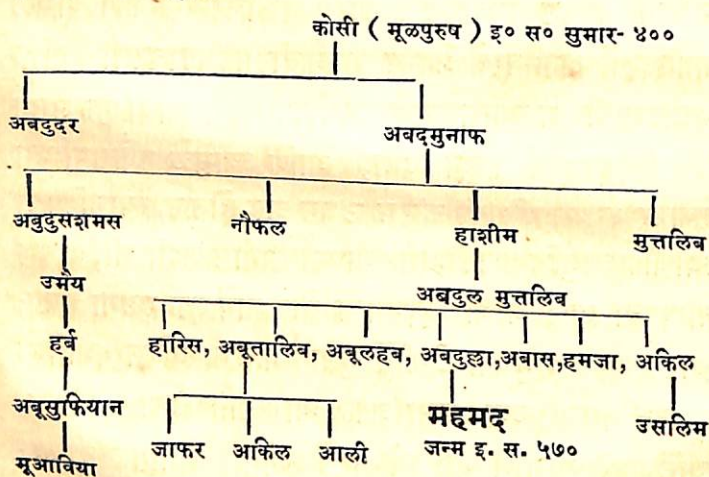 कोसी ( मूळपुरुष ) इ० स० सुमार- ४००
अबदुदर अबदमुनाफ
अबुदुसशमस नौफल हाशीम मुत्तलिब
उमैय अबदुल मुत्तलिब
हर्ब हारिस, अबूतालिब, अबूलहब, अबदुल्ला, अबास, हमजा, अकिल
अबूसुफियान महमद उसलिम
जाफर आकिल आली जन्म इ. स. ५७०
मूआविया